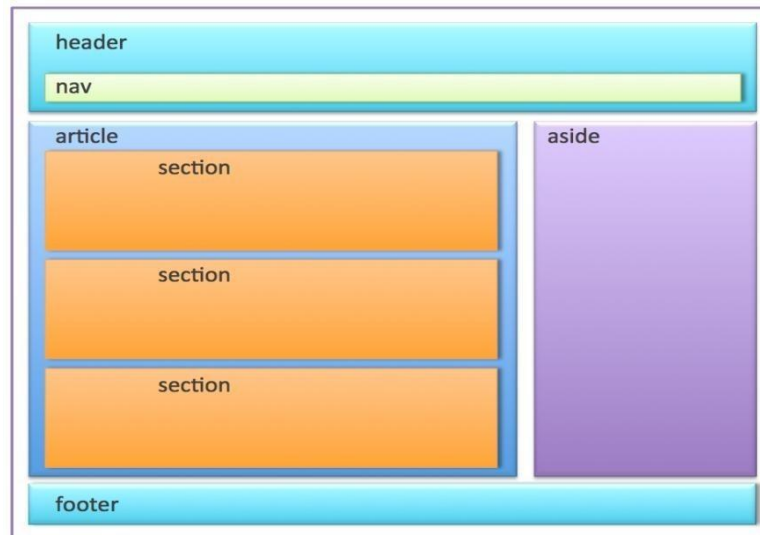 header
nav
article
section
section
section
aside
footer